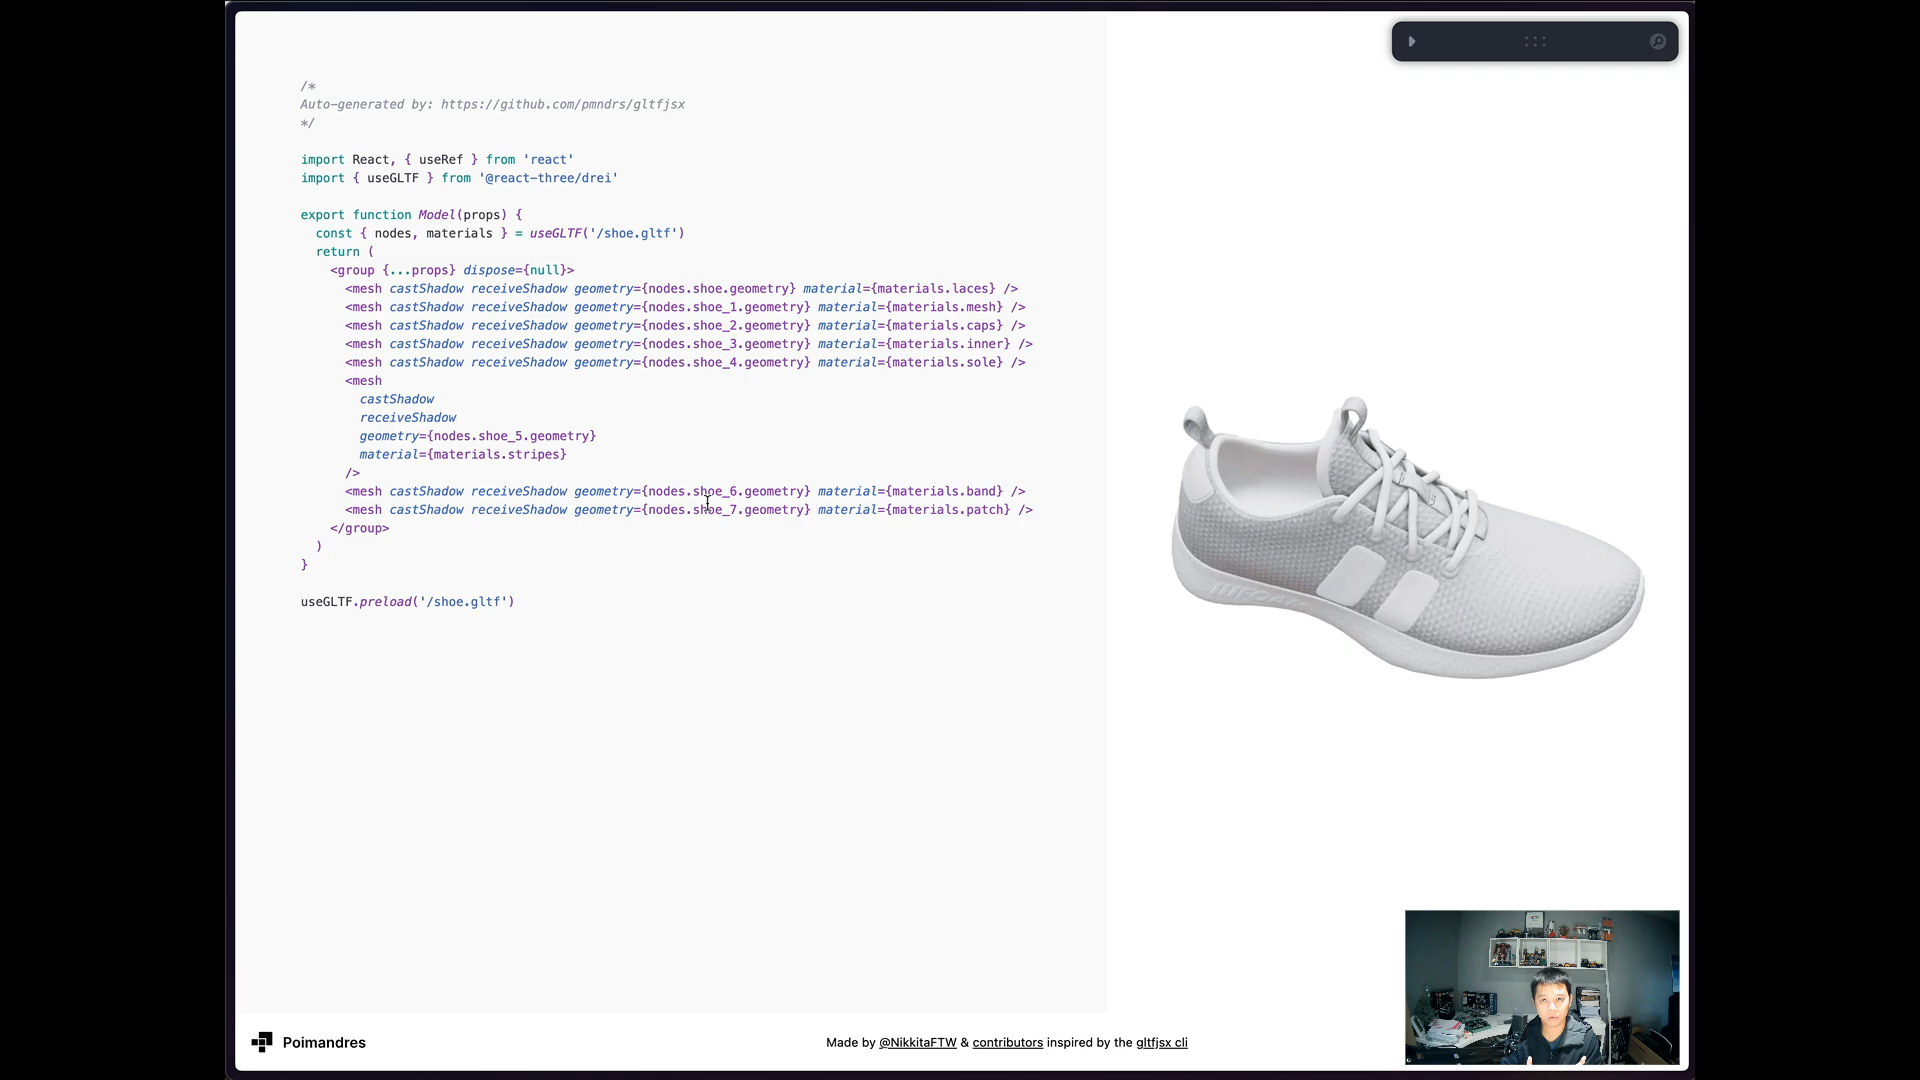 /*
Auto-generated by: https://github.com/pmndrs/gltfjsx
*/
import React, { useRef } from 'react'
import { useGLTF } from '@react-three/drei'
export function Model(props) {
const { nodes, materials } = useGLTF('/shoe.gltf')
return (
<group {...props} dispose={null}>
<mesh castShadow receiveShadow geometry={nodes.shoe.geometry} material={materials.laces} />
<mesh castShadow receiveShadow geometry={nodes.shoe_1.geometry} material={materials.mesh} />
<mesh castShadow receiveShadow geometry={nodes.shoe_2.geometry} material={materials.caps} />
<mesh castShadow receiveShadow geometry={nodes.shoe_3.geometry} material={materials.inner} />
<mesh castShadow receiveShadow geometry={nodes.shoe_4.geometry} material={materials.sole} />
<mesh
castShadow
receiveShadow
geometry={nodes.shoe_5.geometry}
material={materials.stripes}
/>
<mesh castShadow receiveShadow geometry={nodes.shoe_6.geometry} material={materials.band} />
<mesh castShadow receiveShadow geometry={nodes.shoe_7.geometry} material={materials.patch} />
</group>
)
}
useGLTF.preload('/shoe.gltf')
Poimandres
Made by @NikkitaFTW & contributors inspired by the gltfjsx cli